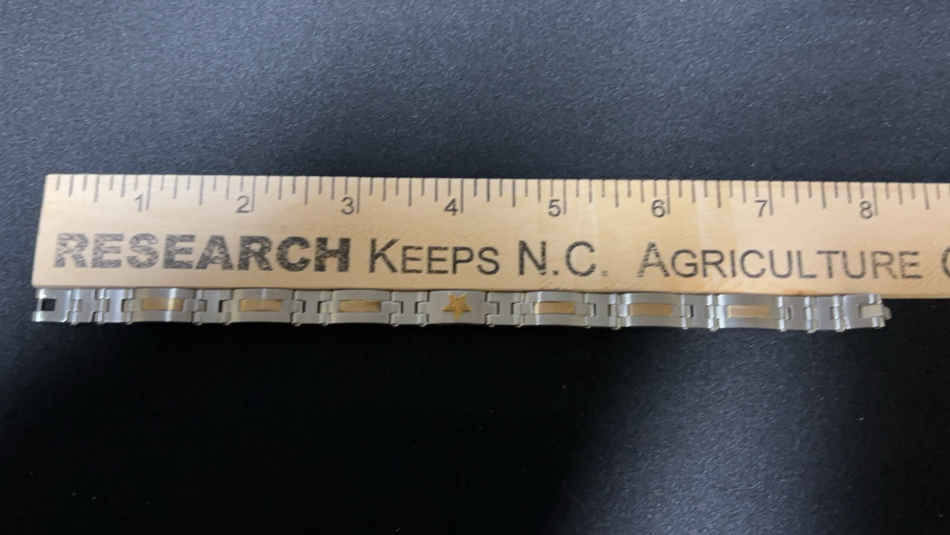 1 2 3 4 5 6 7 8
RESEARCH KEEPS N.C. AGRICULTURE